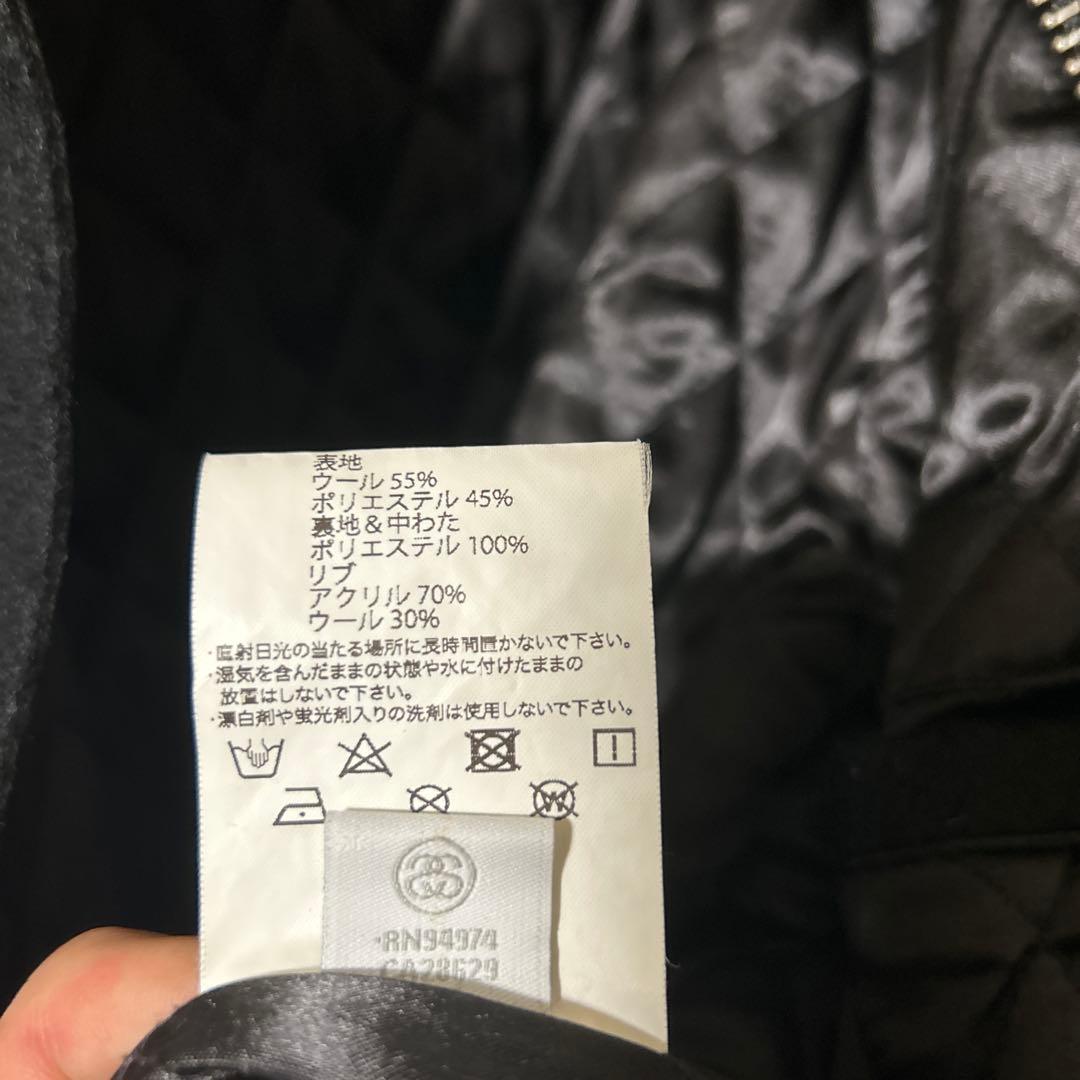 表地
ウール 55%
ポリエステル 45%
裏地＆中わた
ポリエステル 100%
リブ
アクリル 70%
ウール 30%
・直射日光の当たる場所に長時間置かないで下さい。
・湿気を含んだままの状態や水に付けたままの
放置はしないで下さい。
・漂白剤や蛍光剤入りの洗剤は使用しないで下さい。
W
RN94974
CA28629